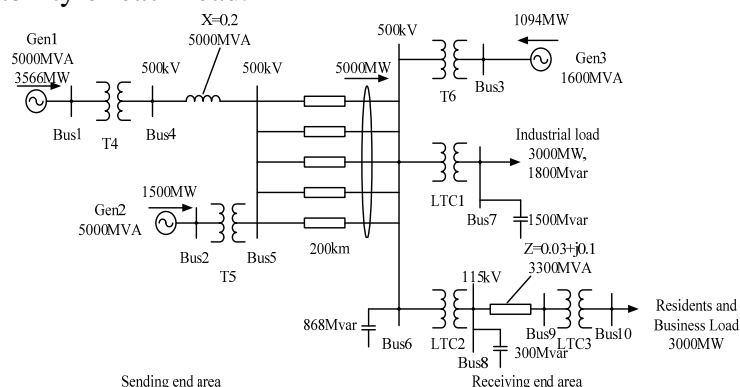 X=0.2
5000MVA
Gen1
5000MVA
3566MW
500kV
500kV
500kV
5000MW
1094MW
Gen3
1600MVA
Bus3
T6
Bus1
T4
Bus4
Industrial load
3000MW,
1800Mvar
LTC1
Bus7
1500Mvar
1500MW
Gen2
5000MVA
Bus2
T5
Bus5
200km
Z=0.03+j0.1
3300MVA
115kV
868Mvar
Bus6
LTC2
Bus8
300Mvar
Bus9
LTC3
Bus10
Residents and
Business Load
3000MW
Sending end area
Receiving end area